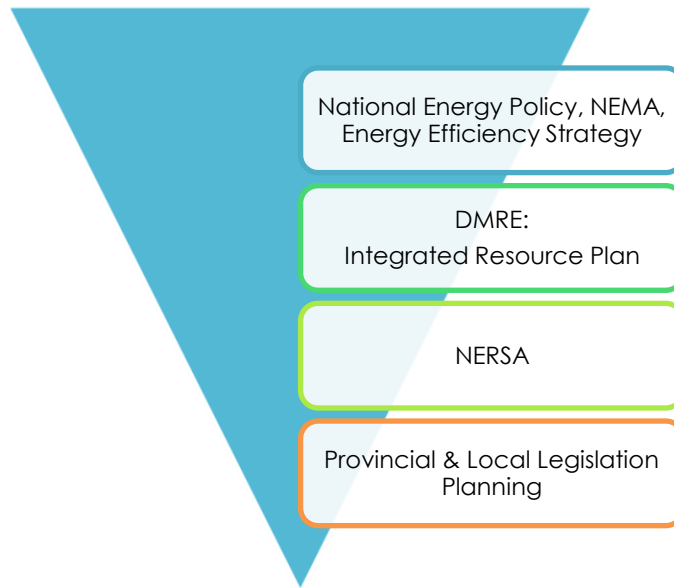 National Energy Policy, NEMA,
Energy Efficiency Strategy
DMRE:
Integrated Resource Plan
NERSA
Provincial & Local Legislation
Planning